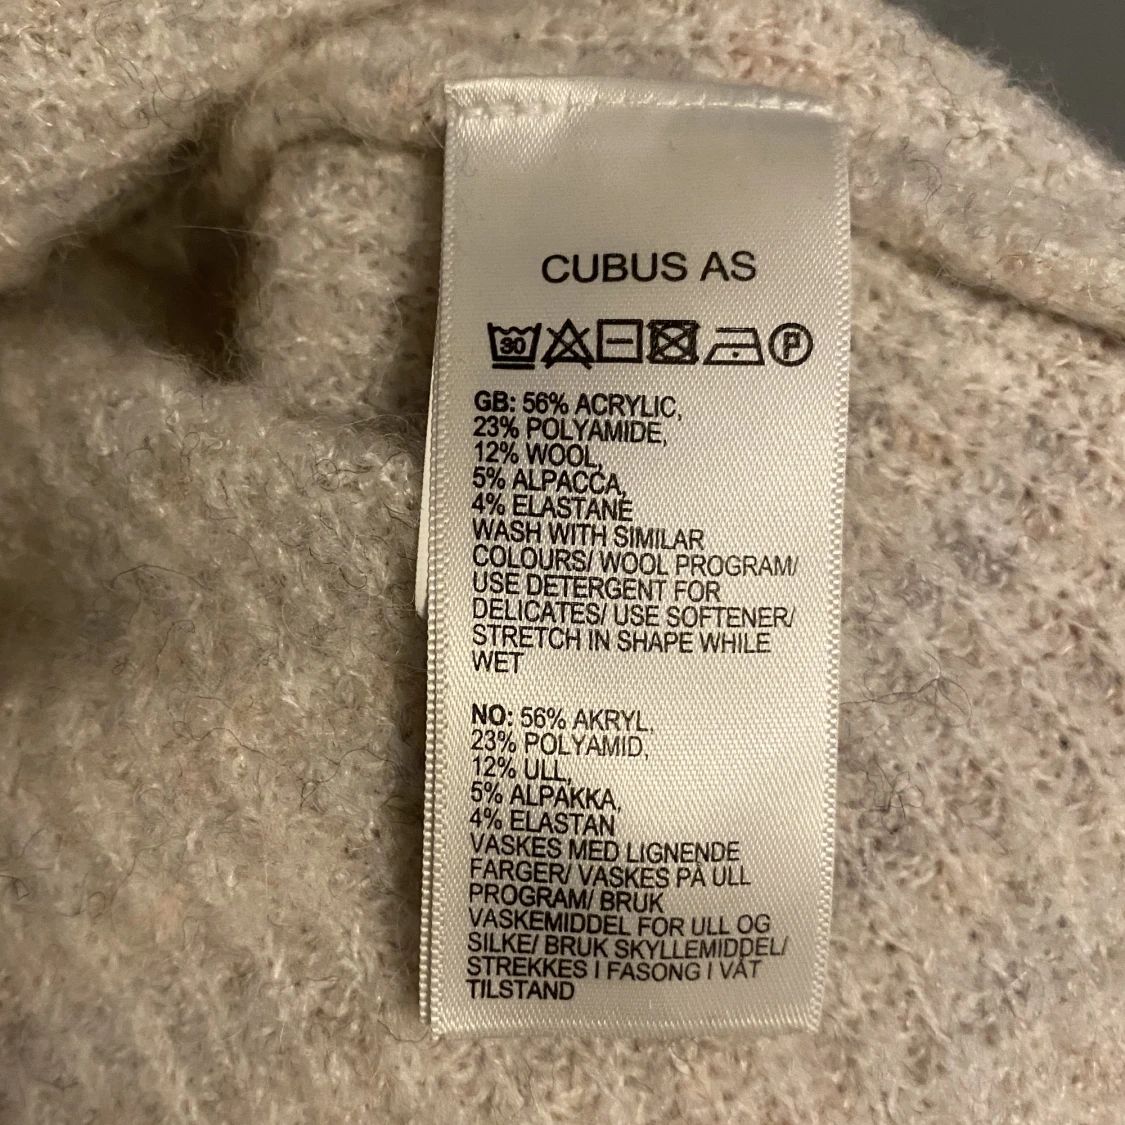 CUBUS AS
30 P
GB: 56% ACRYLIC,
23% POLYAMIDE,
12% WOOL,
5% ALPACCA,
4% ELASTANE
WASH WITH SIMILAR
COLOURS/ WOOL PROGRAM/
USE DETERGENT FOR
DELICATES/ USE SOFTENER/
STRETCH IN SHAPE WHILE
WET
NO: 56% AKRYL,
23% POLYAMID,
12% ULL,
5% ALPAKKA,
4% ELASTAN
VASKES MED LIGNENDE
FARGER/ VASKES PÅ ULL
PROGRAM/ BRUK
VASKEMIDDEL FOR ULL OG
SILKE/ BRUK SKYLLEMIDDEL/
STREKKES I FASONG I VÅT
TILSTAND